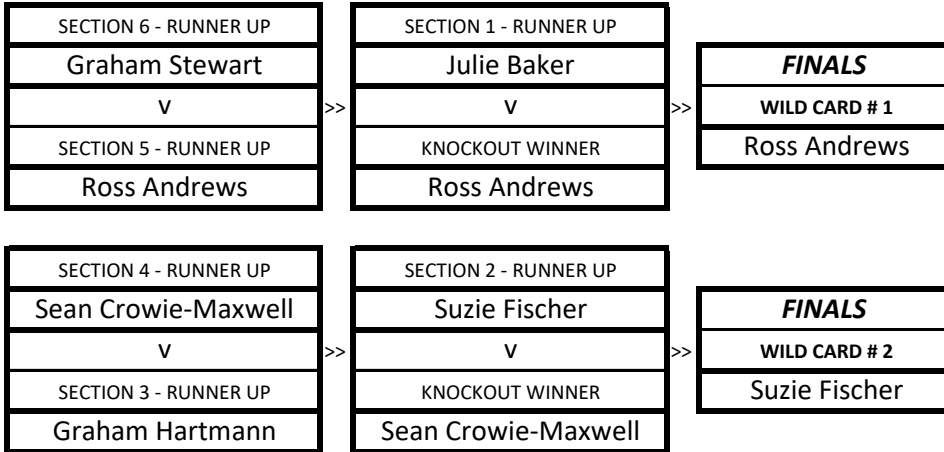 SECTION 6 - RUNNER UP
Graham Stewart
V
SECTION 5 - RUNNER UP
Ross Andrews
>>
SECTION 1 - RUNNER UP
Julie Baker
V
KNOCKOUT WINNER
Ross Andrews
>>
FINALS
WILD CARD # 1
Ross Andrews
SECTION 4 - RUNNER UP
Sean Crowie-Maxwell
V
SECTION 3 - RUNNER UP
Graham Hartmann
>>
SECTION 2 - RUNNER UP
Suzie Fischer
V
KNOCKOUT WINNER
Sean Crowie-Maxwell
>>
FINALS
WILD CARD # 2
Suzie Fischer